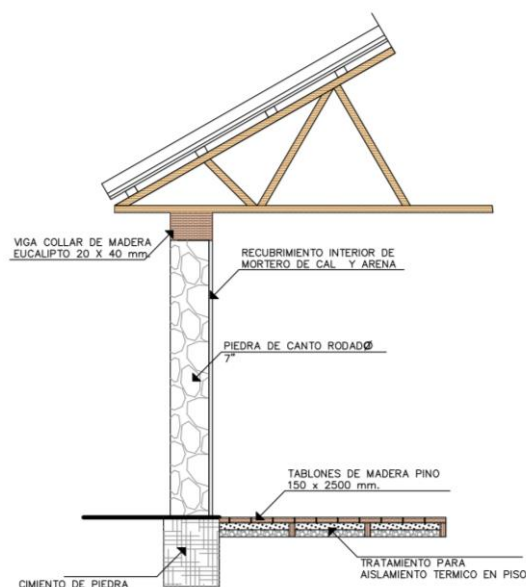 VIGA COLLAR DE MADERA
EUCALIPTO 20 X 40 mm.
RECUBRIMIENTO INTERIOR DE
MORTERO DE CAL Y ARENA
PIEDRA DE CANTO RODADØ
7"
TABLONES DE MADERA PINO
150 x 2500 mm.
TRATAMIENTO PARA
AISLAMIENTO TERMICO EN PISO
CIMIENTO DE PIEDRA